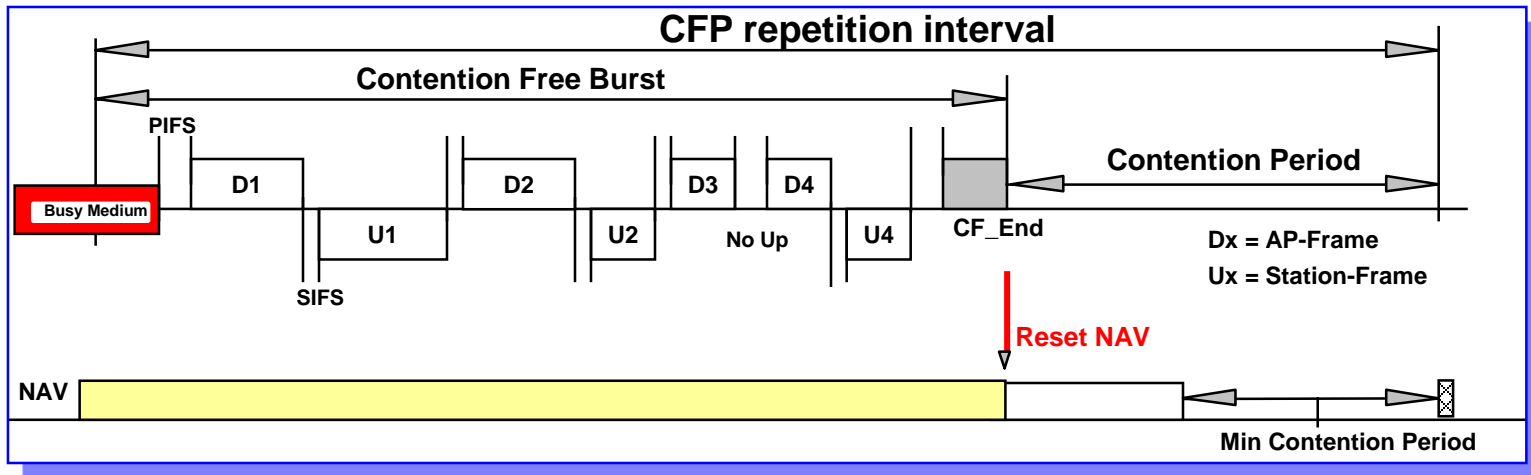 CFP repetition interval
Contention Free Burst
PIFS
Contention Period
D1
D2
D3
D4
Busy Medium
U1
U2
No Up
U4
CF_End
Dx = AP-Frame
Ux = Station-Frame
SIFS
Reset NAV
NAV
Min Contention Period